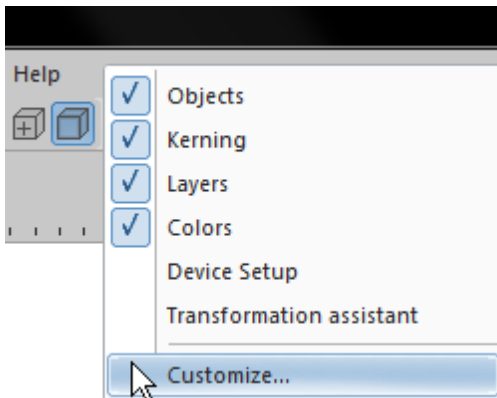 Help
Objects
Kerning
Layers
Colors
Device Setup
Transformation assistant
Customize...